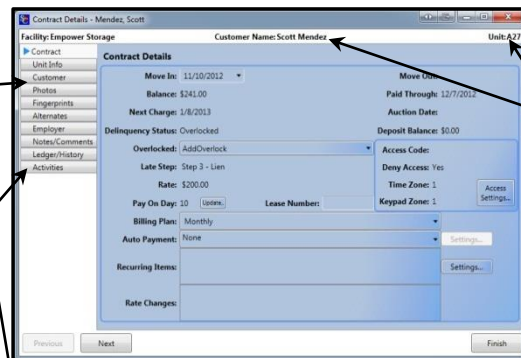 Contract Details - Mendez, Scott
Facility: Empower Storage Customer Name: Scott Mendez Unit: A27
Contract
Unit Info
Customer
Photos
Fingerprints
Alternates
Employer
Notes/Comments
Ledger/History
Activities
Contract Details
Move In: 11/10/2012 Move Out:
Balance: $241.00 Paid Through: 12/7/2012
Next Charge: 1/8/2013 Auction Date:
Delinquency Status: Overlocked Deposit Balance: $0.00
Overlocked: AddOverlock Access Code:
Late Step: Step 3 - Lien Deny Access: Yes
Rate: $200.00 Time Zone: 1
Pay On Day: 10 Update... Lease Number: Keypad Zone: 1
Access Settings...
Billing Plan: Monthly
Auto Payment: None Settings...
Recurring Items: Settings...
Rate Changes:
Previous Next Finish